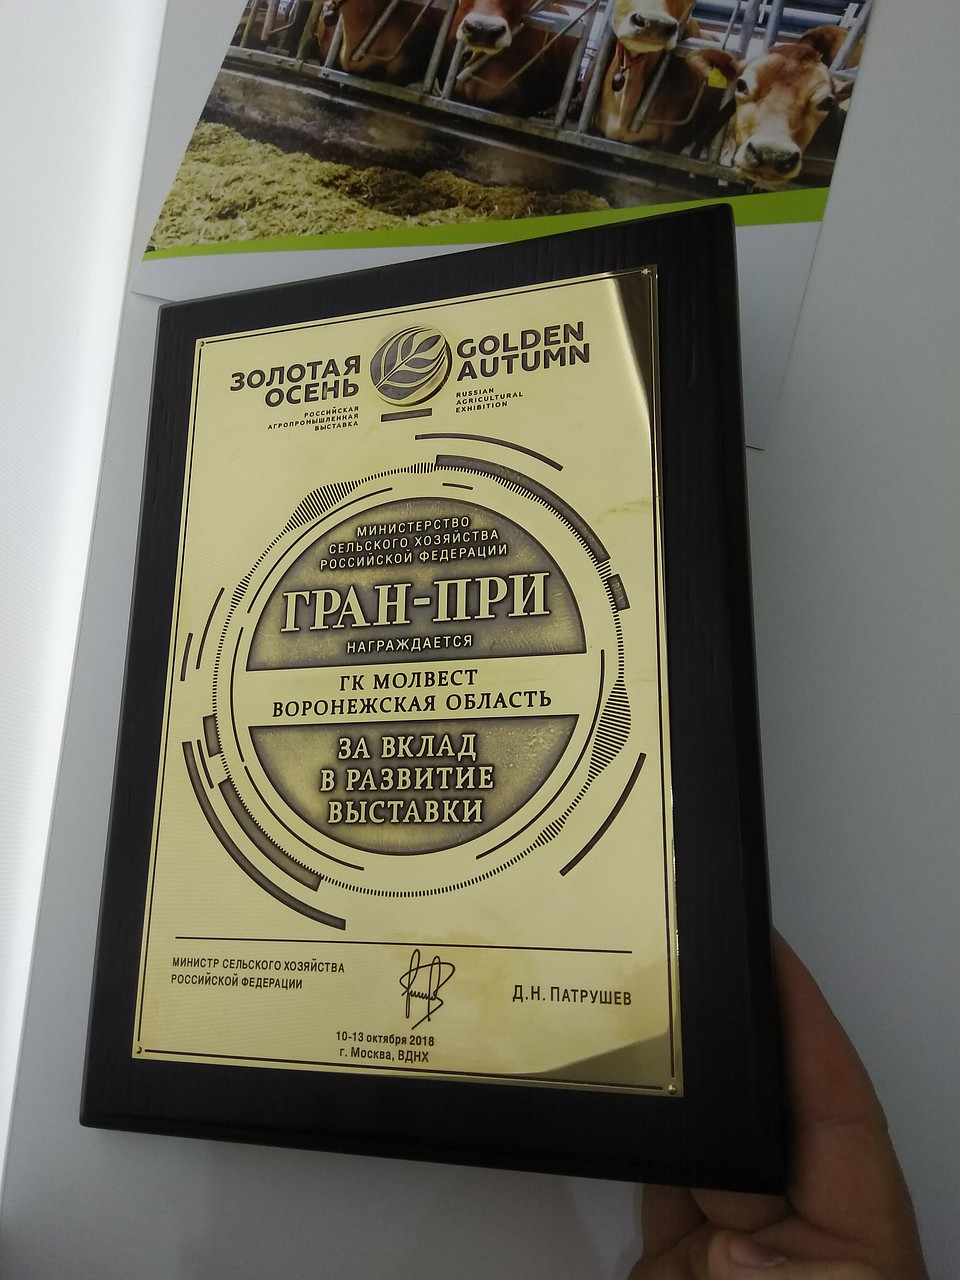 ЗОЛОТАЯ
ОСЕНЬ
РОССИЙСКАЯ
АГРОПРОМЫШЛЕННАЯ
ВЫСТАВКА
GOLDEN
AUTUMN
RUSSIAN
AGRICULTURAL
EXHIBITION
МИНИСТЕРСТВО
СЕЛЬСКОГО ХОЗЯЙСТВА
РОССИЙСКОЙ ФЕДЕРАЦИИ
ГРАН-ПРИ
НАГРАЖДАЕТСЯ
ГК МОЛВЕСТ
ВОРОНЕЖСКАЯ ОБЛАСТЬ
ЗА ВКЛАД
В РАЗВИТИЕ
ВЫСТАВКИ
МИНИСТР СЕЛЬСКОГО ХОЗЯЙСТВА
РОССИЙСКОЙ ФЕДЕРАЦИИ
Д.Н. ПАТРУШЕВ
10-13 октября 2018
г. Москва, ВДНХ